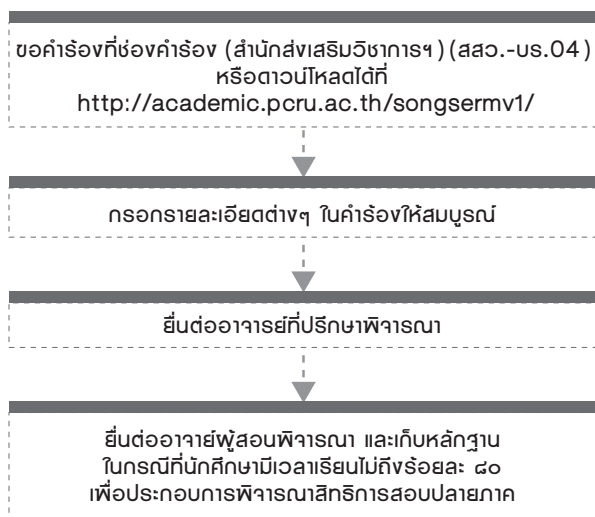 ขอคำร้องที่ช่องคำร้อง (สำนักส่งเสริมวิชาการฯ) (สสว.-บร.04)
หรือดาวน์โหลดได้ที่
http://academic.pcru.ac.th/songsermv1/
กรอกรายละเอียดต่างๆ ในคำร้องให้สมบูรณ์
ยื่นต่ออาจารย์ที่ปรึกษาพิจารณา
ยื่นต่ออาจาย์ผู้สอนพิจารณา และเก็บหลักฐาน
ในกรณีที่นักศึกษามีเวลาเรียนไม่ถึงร้อยละ ๘๐
เพื่อประกอบการพิจารณาสิทธิการสอบปลายภาค